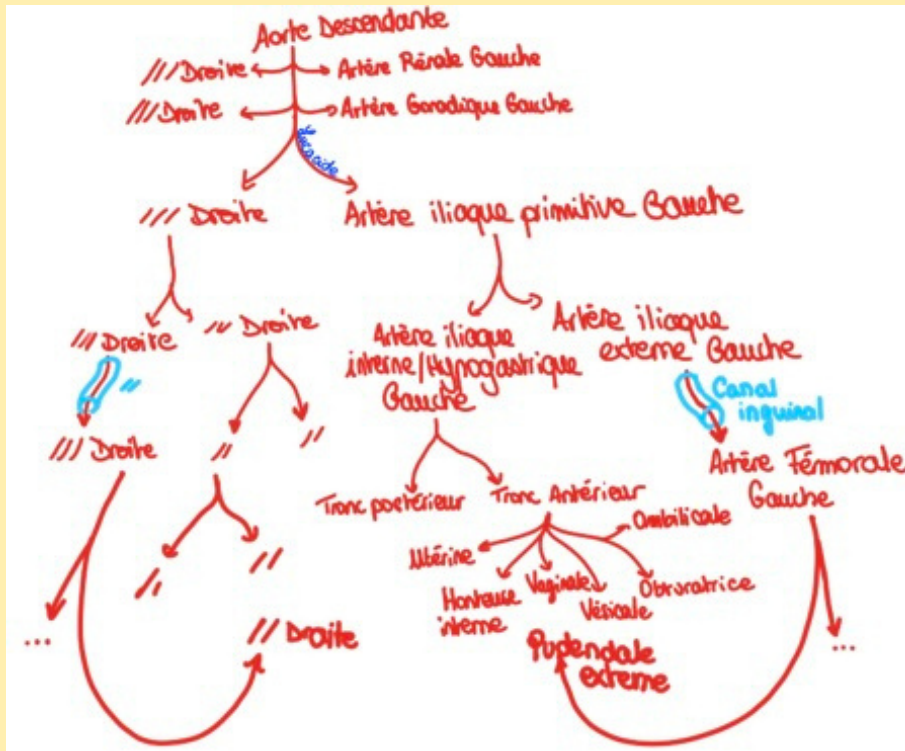 Aorte Descendante
/// Droite
Artère Rénale Gauche
/// Droite
Artère Gonadique Gauche
/// Droite
Artère iliaque primitive Gauche
/// Droite
// Droite
Artère iliaque
interne/Hypogastrique
Gauche
Artère iliaque
externe Gauche
//
Canal
inguinal
/// Droite
//
//
Tronc postérieur
Tronc Antérieur
Artère Fémorale
Gauche
Ombilicale
Utérine
Honteuse
interne
Vaginale
Vésicale
Obturatrice
//
//
...
// Droite
Pudendale
externe
...